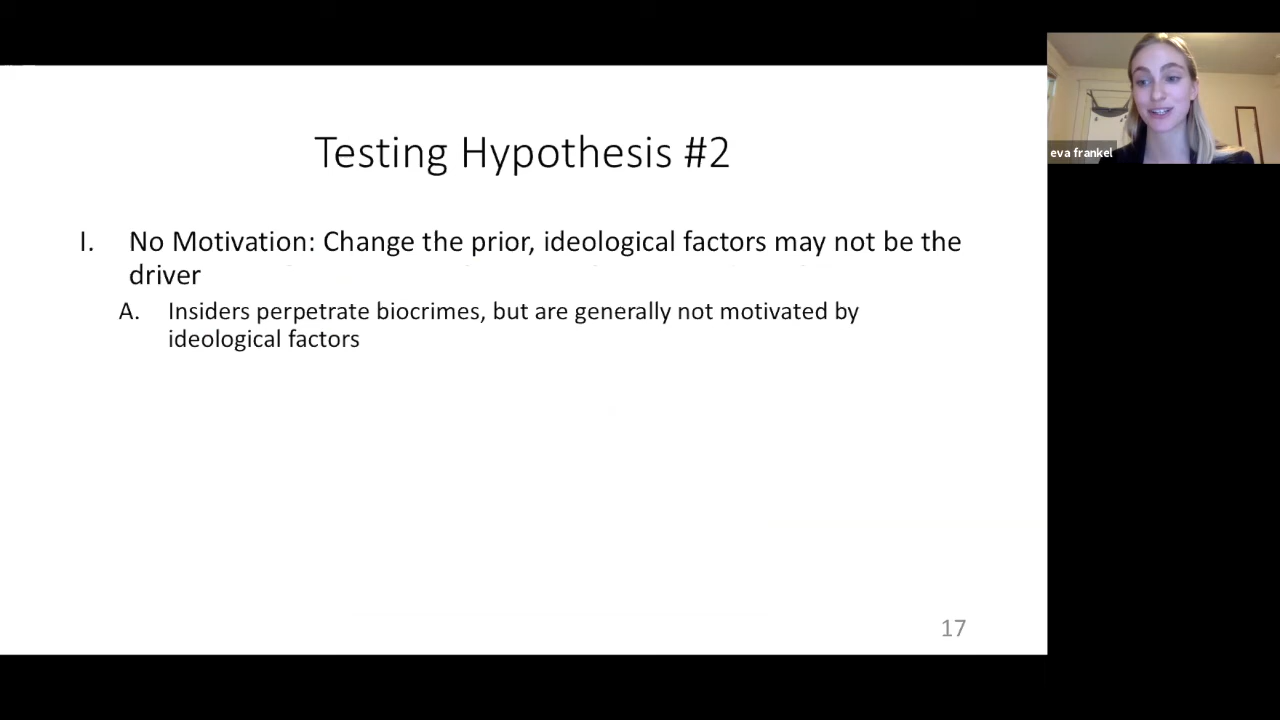 Testing Hypothesis #2
eva frankel
I. No Motivation: Change the prior, ideological factors may not be the
driver
A. Insiders perpetrate biocrimes, but are generally not motivated by
ideological factors
17